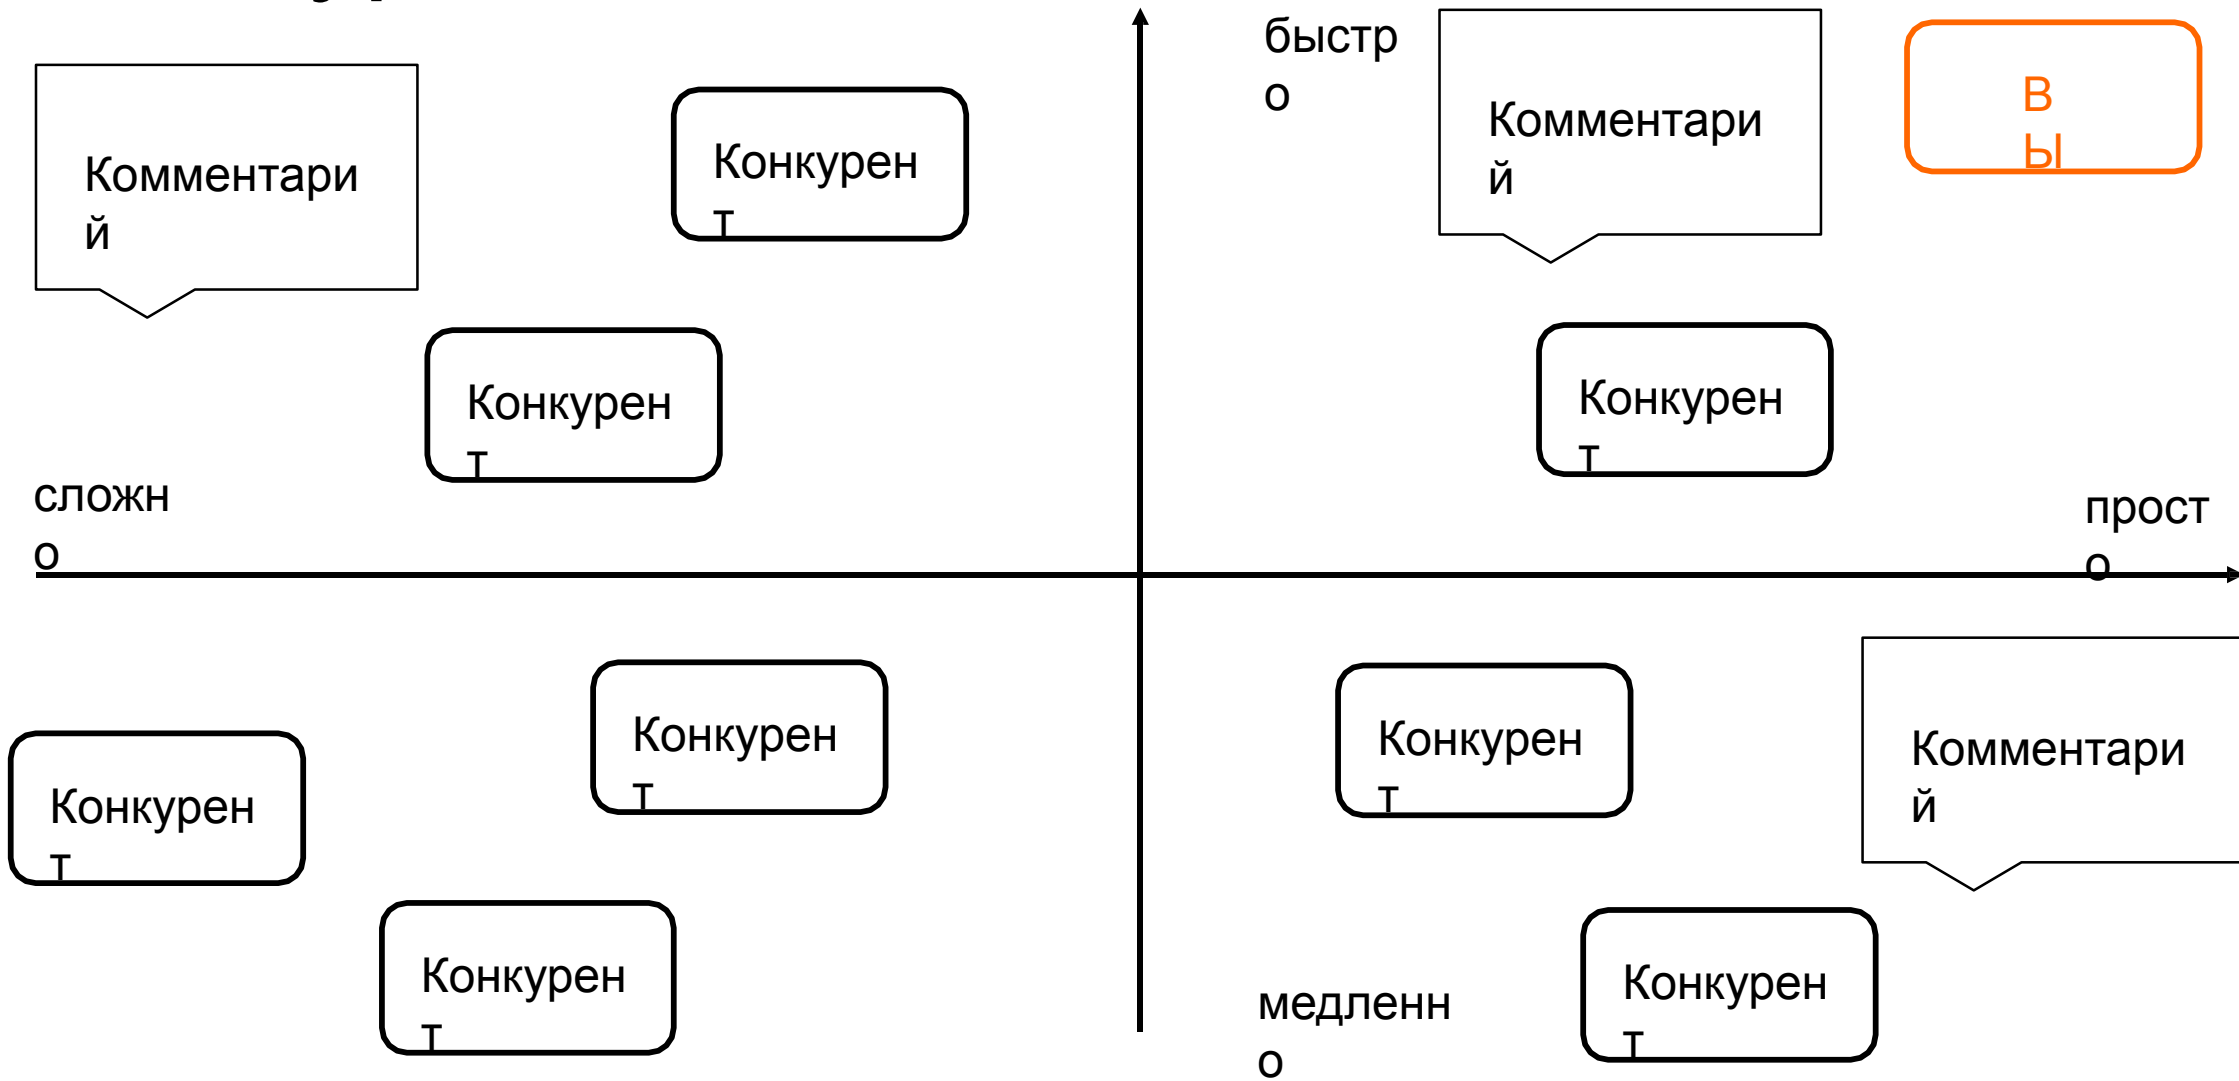 быстр
о
Комментари
й
В
Ы
Комментари
й
Конкурен
т
Конкурен
т
Конкурен
т
сложн
о
прост
о
Конкурен
т
Конкурен
т
Конкурен
т
Комментари
й
Конкурен
т
Конкурен
т
медленн
о